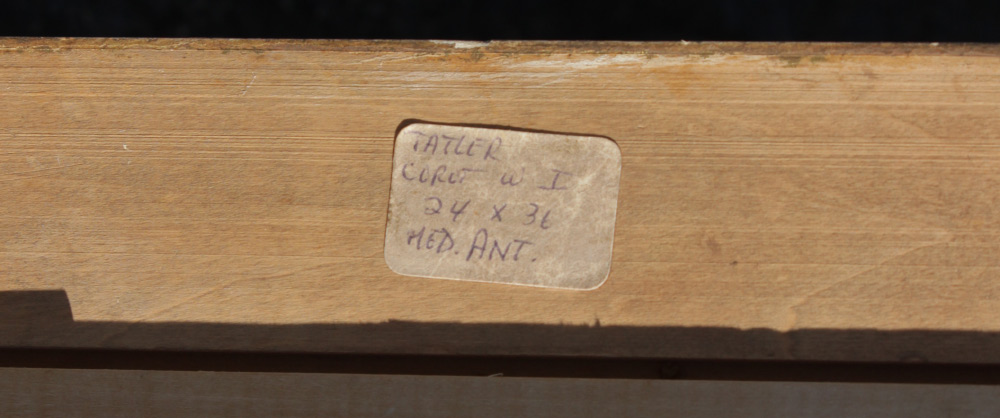 TATLER
COROT W I
24 X 36
MED. ANT.